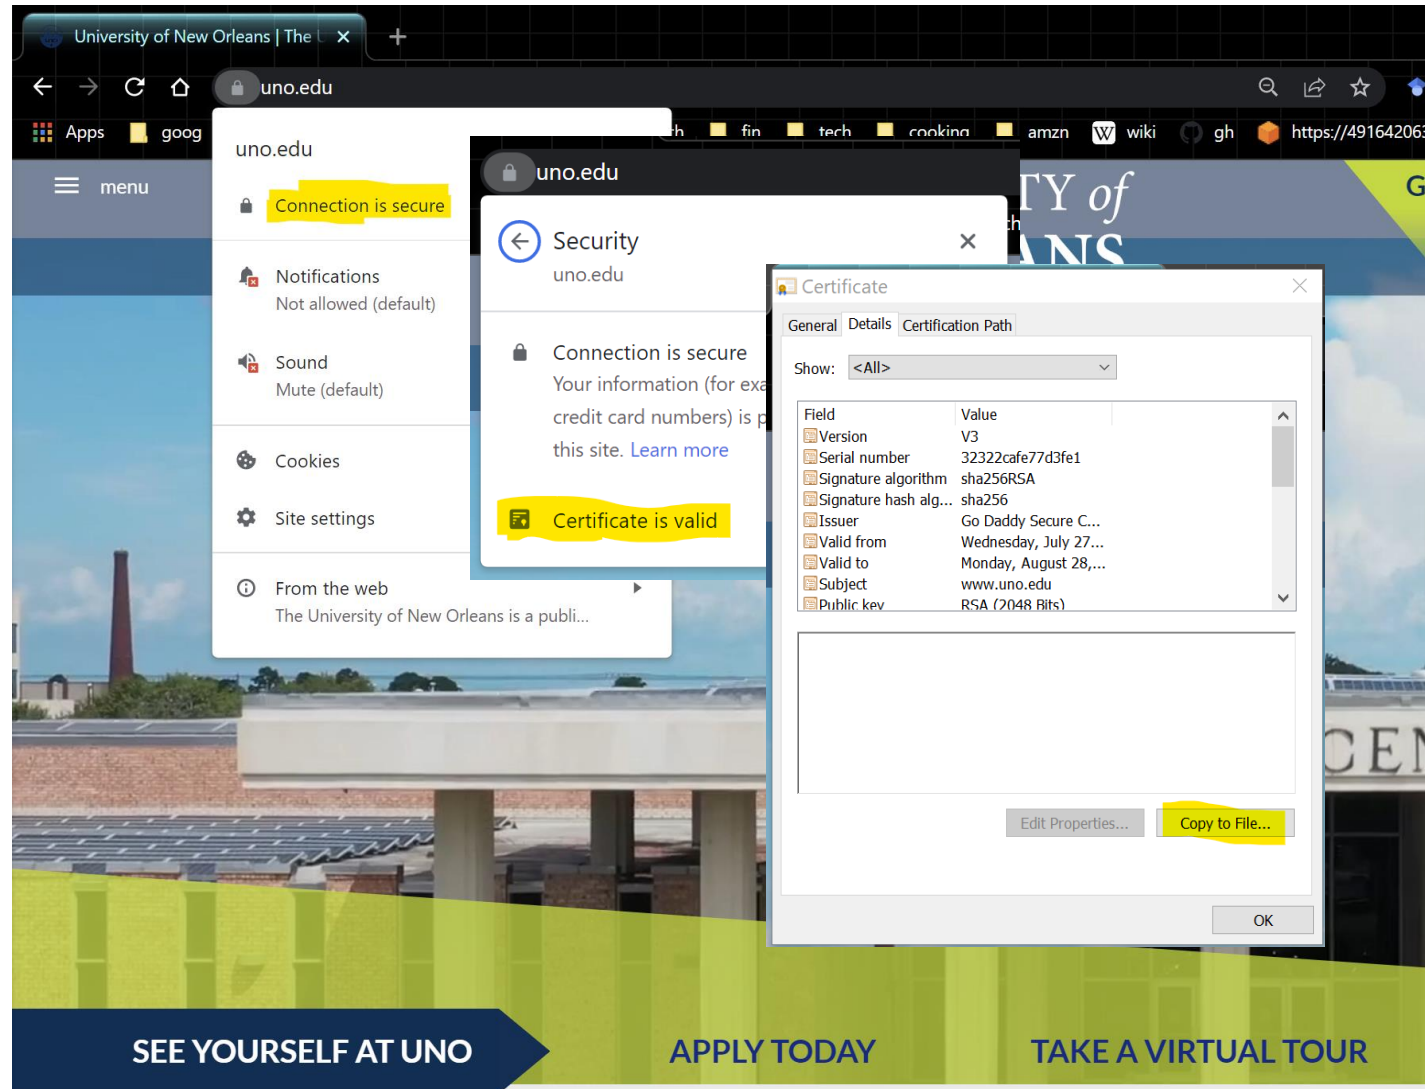 University of New Orleans | The
uno.edu
Apps
goog
fin
tech
cooking
amzn
W
wiki
gh
https://491642063
menu
uno.edu
Connection is secure
Notifications
Not allowed (default)
Sound
Mute (default)
Cookies
Site settings
From the web
The University of New Orleans is a publi...
uno.edu
Security
uno.edu
Connection is secure
Your information (for exa
credit card numbers) is p
this site. Learn more
Certificate is valid
TY of
ANS
G
Certificate
General Details Certification Path
Show: <All>
Field Value
Version V3
Serial number 32322cafe77d3fe1
Signature algorithm sha256RSA
Signature hash alg... sha256
Issuer Go Daddy Secure C...
Valid from Wednesday, July 27...
Valid to Monday, August 28,...
Subject www.uno.edu
Public key RSA (2048 Bits)
Edit Properties... Copy to File...
OK
CEN
SEE YOURSELF AT UNO
APPLY TODAY
TAKE A VIRTUAL TOUR